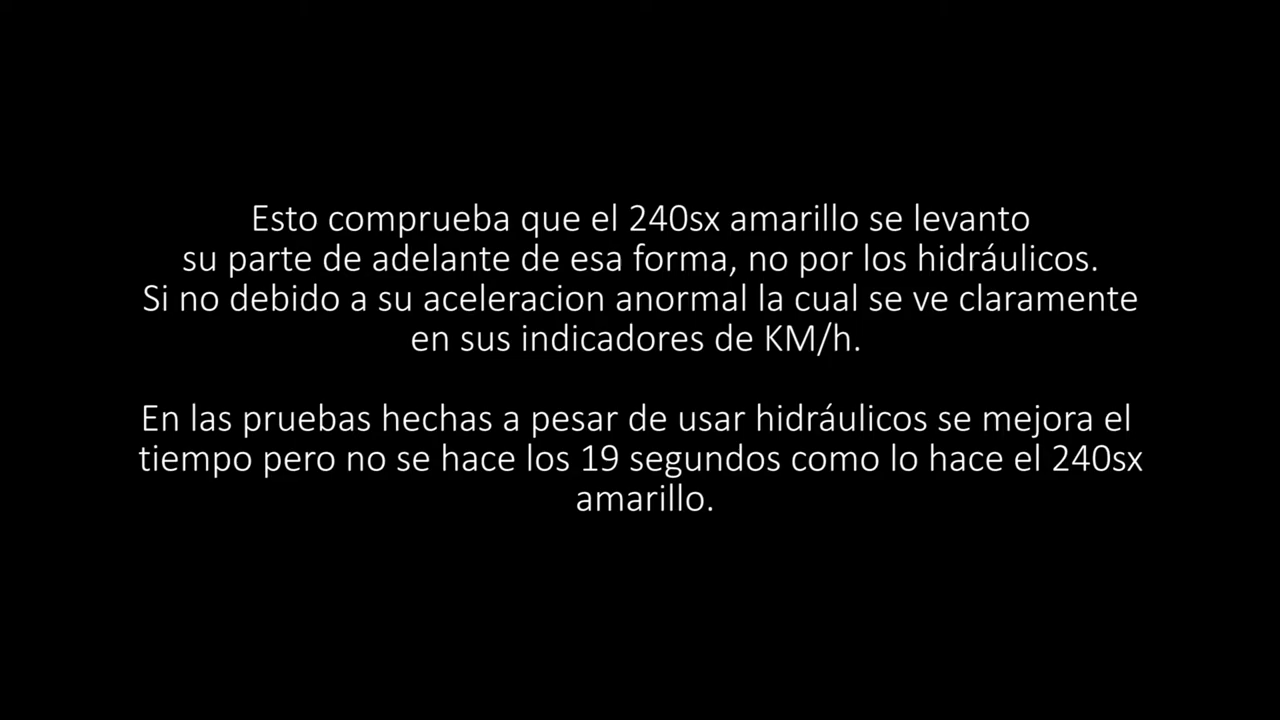 Esto comprueba que el 240sx amarillo se levanto
su parte de adelante de esa forma, no por los hidráulicos.
Si no debido a su aceleracion anormal la cual se ve claramente
en sus indicadores de KM/h.
En las pruebas hechas a pesar de usar hidráulicos se mejora el
tiempo pero no se hace los 19 segundos como lo hace el 240sx
amarillo.